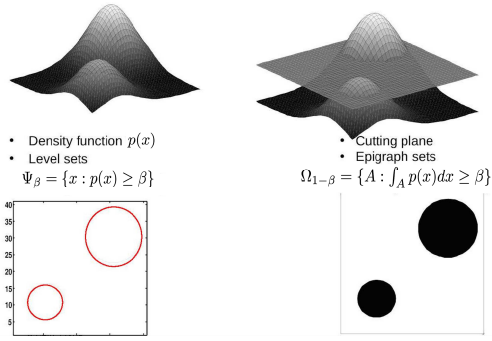 • Density function p(x)
• Level sets
Ψ_β = {x : p(x) ≥ β}
• Cutting plane
• Epigraph sets
Ω_{1−β} = {A : ∫_A p(x)dx ≥ β}
40
35
30
25
20
15
10
5